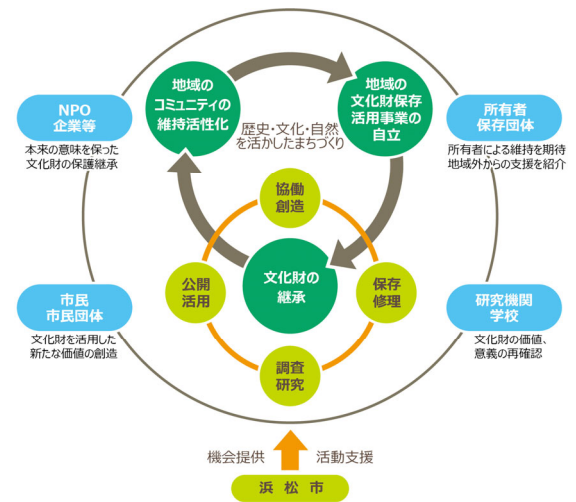 地域の
コミュニティの
維持活性化
地域の
文化財保存
活用事業の
自立
NPO
企業等
本来の意味を保った
文化財の保護継承
歴史・文化・自然
を活かしたまちづくり
所有者
保存団体
所有者による維持を期待
地域外からの支援を紹介
協働
創造
公開
活用
文化財の
継承
保存
修理
市民
市民団体
文化財を活用した
新たな価値の創造
研究機関
学校
文化財の価値、
意義の再確認
調査
研究
機会提供
活動支援
浜松市